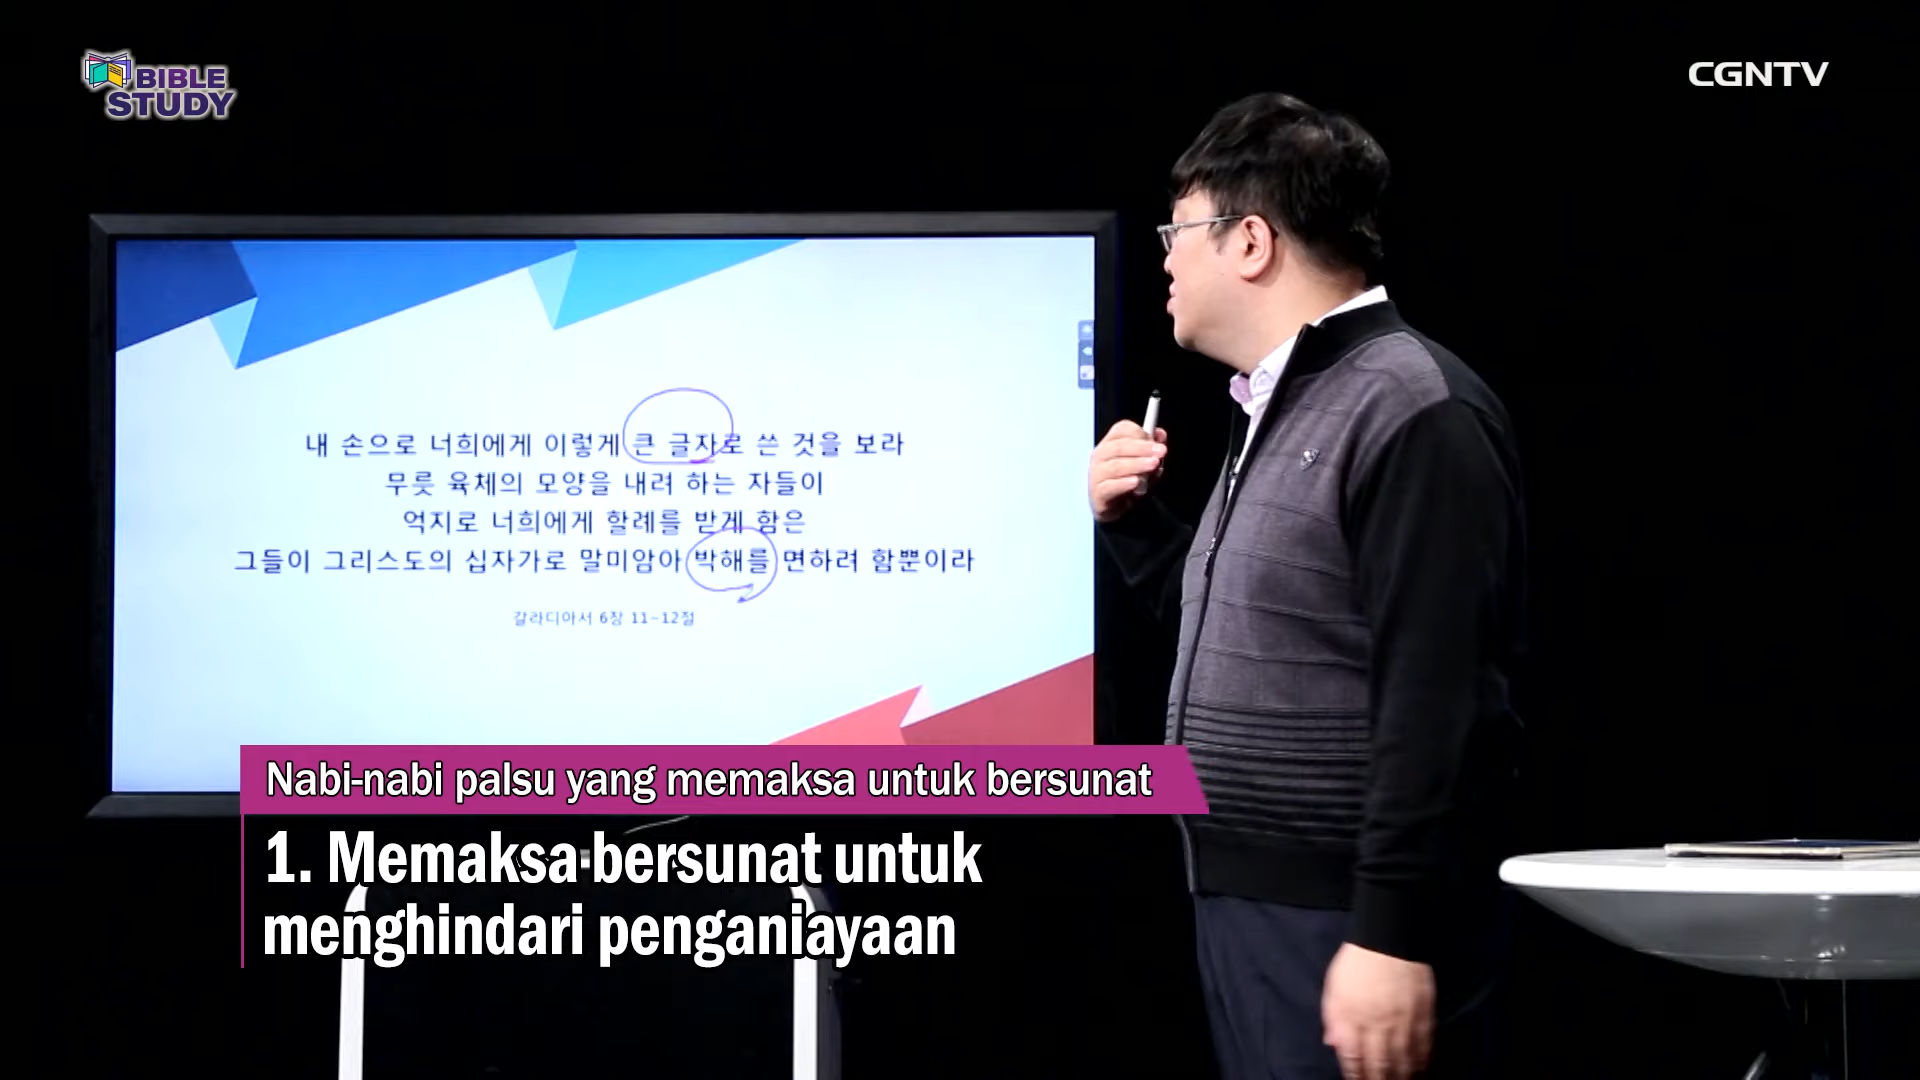 BIBLE
STUDY
CGNTV
내 손으로 너희에게 이렇게 큰 글자로 쓴 것을 보라
무릇 육체의 모양을 내려 하는 자들이
억지로 너희에게 할례를 받게 함은
그들이 그리스도의 십자가로 말미암아 박해를 면하려 함뿐이라
갈라디아서 6장 11-12절
Nabi-nabi palsu yang memaksa untuk bersunat
1. Memaksa bersunat untuk
menghindari penganiayaan